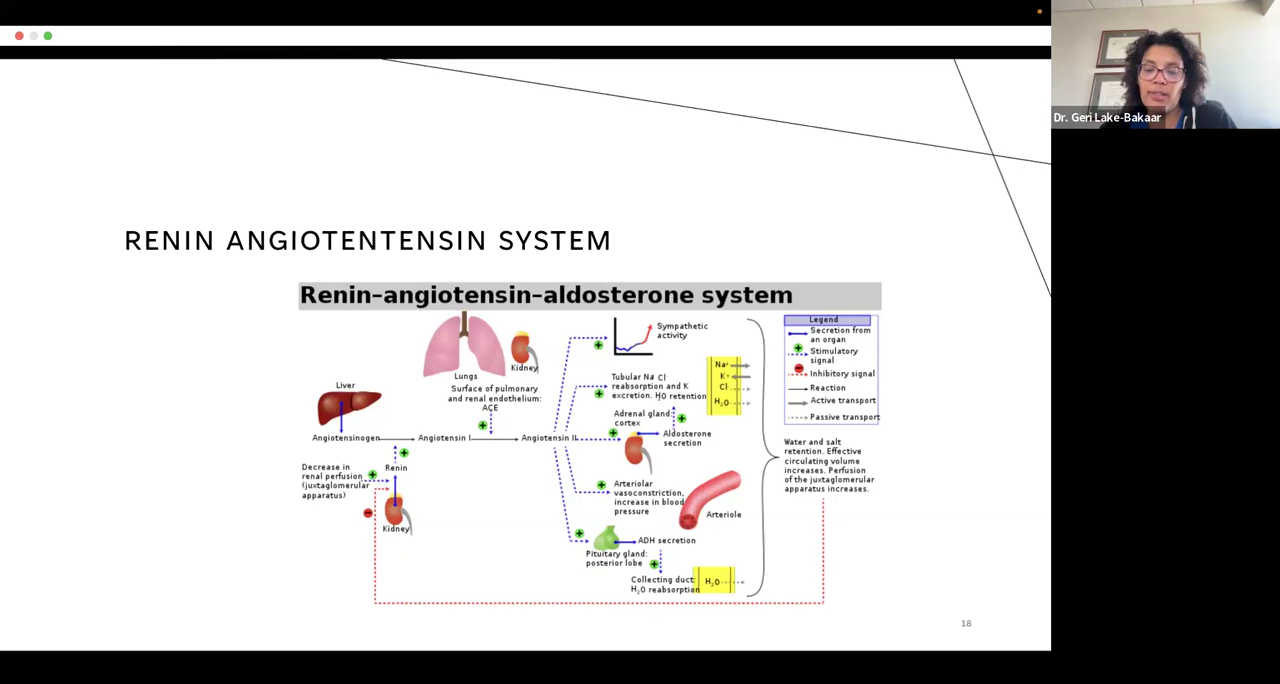 Dr. Geri Lake-Bakaar
RENIN ANGIOTENTENSIN SYSTEM
Renin–angiotensin–aldosterone system
Liver
Angiotensinogen
Lungs
Kidney
Surface of pulmonary
and renal endothelium:
ACE
Angiotensin I
Angiotensin II
Decrease in
renal perfusion
(juxtaglomerular
apparatus)
Renin
Kidney
Sympathetic
activity
Tubular Na Cl
reabsorption and K
excretion. H₂O retention
Na⁺
K⁺
Cl⁻
H₂O
Adrenal gland:
cortex
Aldosterone
secretion
Arteriolar
vasoconstriction,
increase in blood
pressure
Arteriole
Pituitary gland:
posterior lobe
ADH secretion
Collecting duct:
H₂O reabsorption
H₂O
Legend
Secretion from
an organ
Stimulatory
signal
Inhibitory signal
Reaction
Active transport
Passive transport
Water and salt
retention. Effective
circulating volume
increases. Perfusion
of the juxtaglomerular
apparatus increases.
18